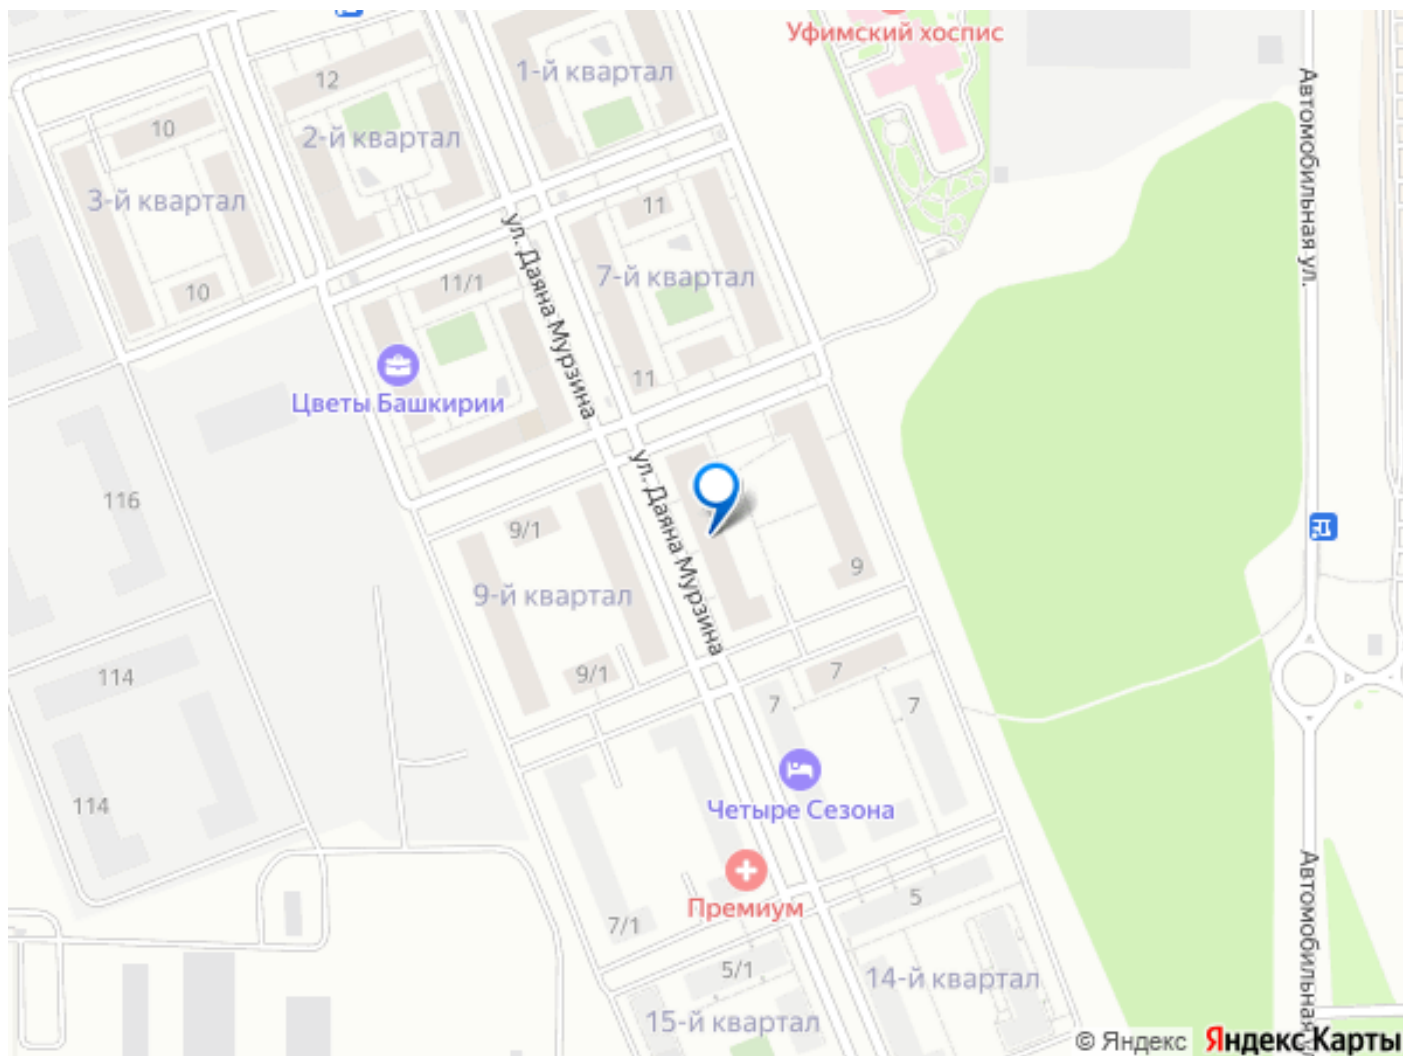 Уфимский хоспис
1-й квартал
12
2-й квартал
10
3-й квартал
10
11
7-й квартал
11/1
ул. Даяна Мурзина
Автомобильная ул.
11
Цветы Башкирии
116
ул. Даяна Мурзина
9/1
9
9-й квартал
9/1
114
7
7
7
114
Четыре Сезона
Премиум
5
7/1
5/1
14-й квартал
15-й квартал
Автомобильная ул.
© Яндекс Яндекс Карты